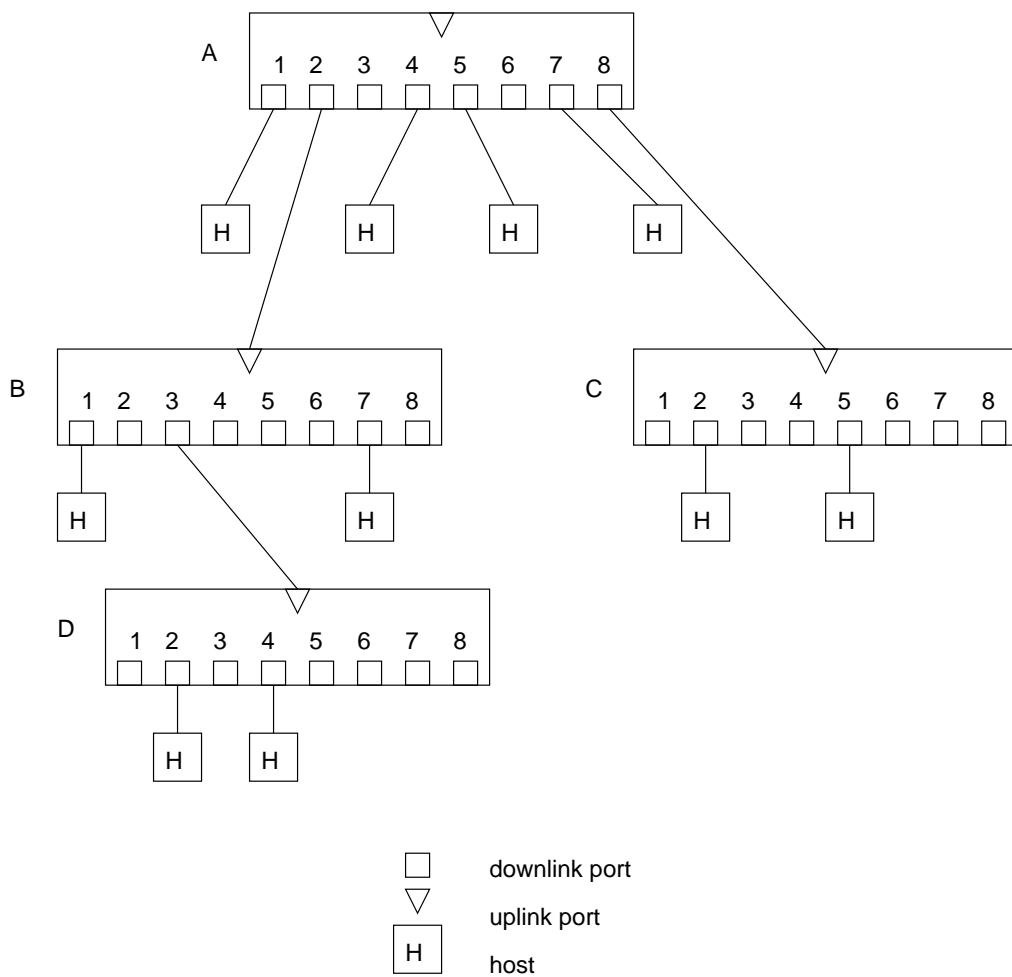 A
1 2 3 4 5 6 7 8
H H H H
B
1 2 3 4 5 6 7 8
C
1 2 3 4 5 6 7 8
H H H H
D
1 2 3 4 5 6 7 8
H H
downlink port
uplink port
H host